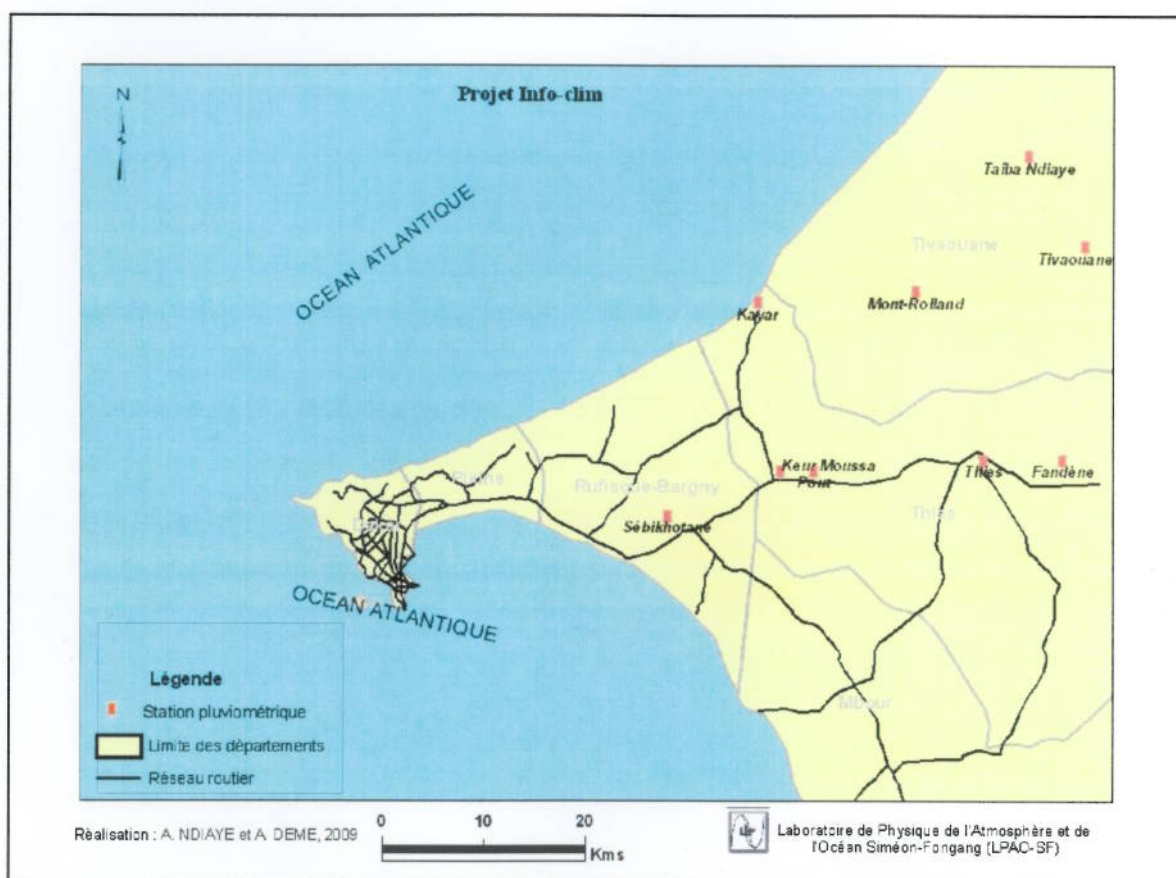 Projet Info-clim
N
OCEAN ATLANTIQUE
Taïba Ndiaye
Tivaouane
Tivaouane
Mont-Rolland
Kayar
Keur Moussa
Pout
Thiès
Fandène
Rufisque-Bargny
Pikine
Sébikhotane
Thiès
Dakar
OCEAN ATLANTIQUE
Mbour
Légende
Station pluviométrique
Limite des départements
Réseau routier
Réalisation : A. NDIAYE et A. DEME, 2009
0 10 20
Kms
Laboratoire de Physique de l'Atmosphère et de
l'Océan Siméon-Fongang (LPAO-SF)